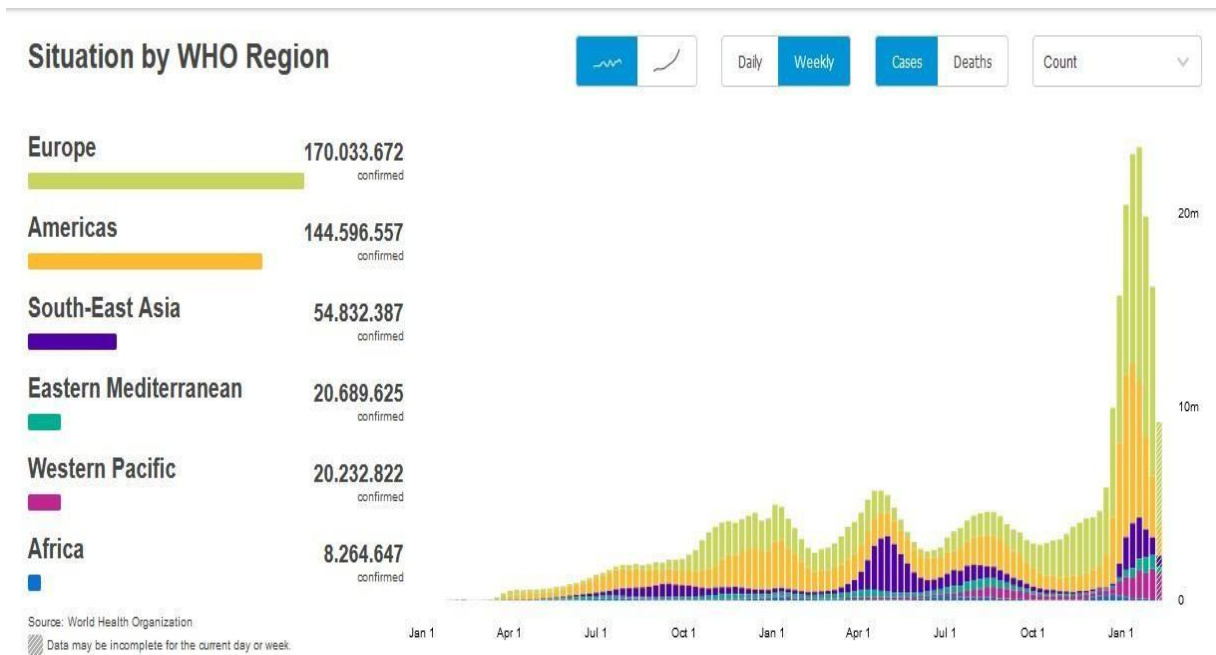 Situation by WHO Region
Daily
Weekly
Cases
Deaths
Count
Europe
170.033.672
confirmed
Americas
144.596.557
confirmed
South-East Asia
54.832.387
confirmed
Eastern Mediterranean
20.689.625
confirmed
Western Pacific
20.232.822
confirmed
Africa
8.264.647
confirmed
Source: World Health Organization
Data may be incomplete for the current day or week.
20m
10m
0
Jan 1
Apr 1
Jul 1
Oct 1
Jan 1
Apr 1
Jul 1
Oct 1
Jan 1